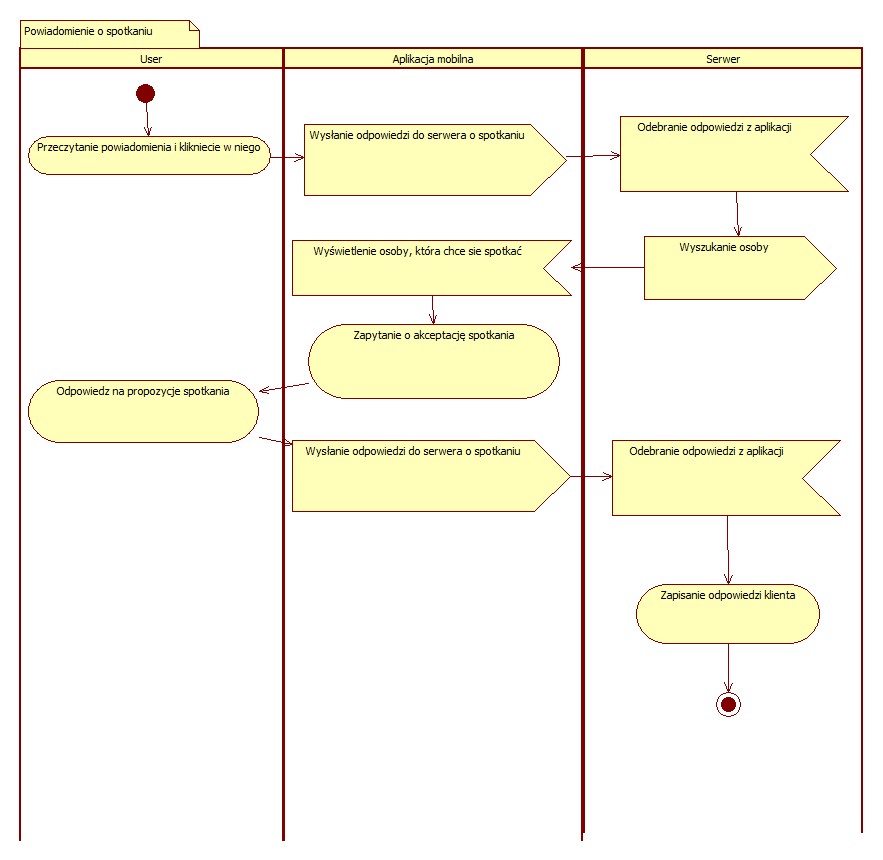 Powiadomienie o spotkaniu
User
Aplikacja mobilna
Serwer
Przeczytanie powiadomienia i klikniecie w niego
Wysłanie odpowiedzi do serwera o spotkaniu
Odebranie odpowiedzi z aplikacji
Wyszukanie osoby
Wyświetlenie osoby, która chce sie spotkać
Zapytanie o akceptację spotkania
Odpowiedz na propozycje spotkania
Wysłanie odpowiedzi do serwera o spotkaniu
Odebranie odpowiedzi z aplikacji
Zapisanie odpowiedzi klienta